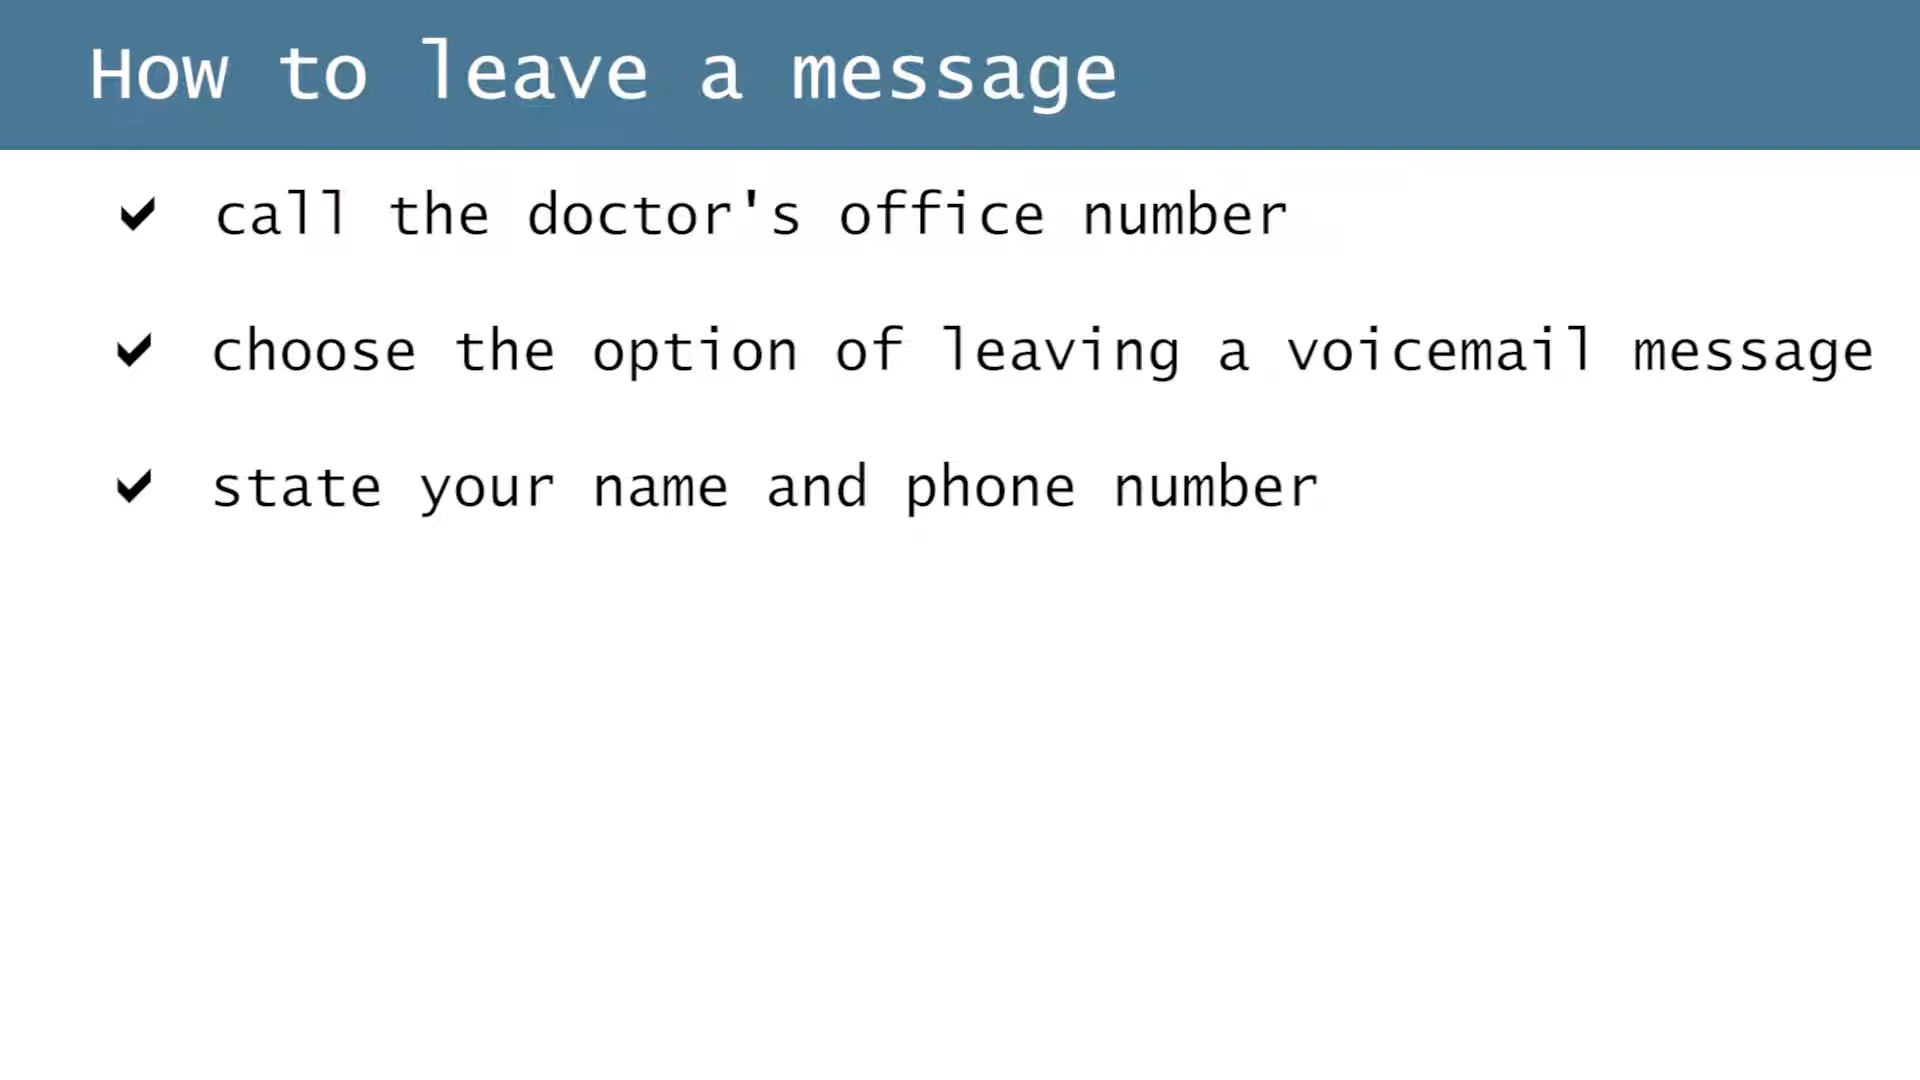 How to leave a message
✔ call the doctor's office number
✔ choose the option of leaving a voicemail message
✔ state your name and phone number